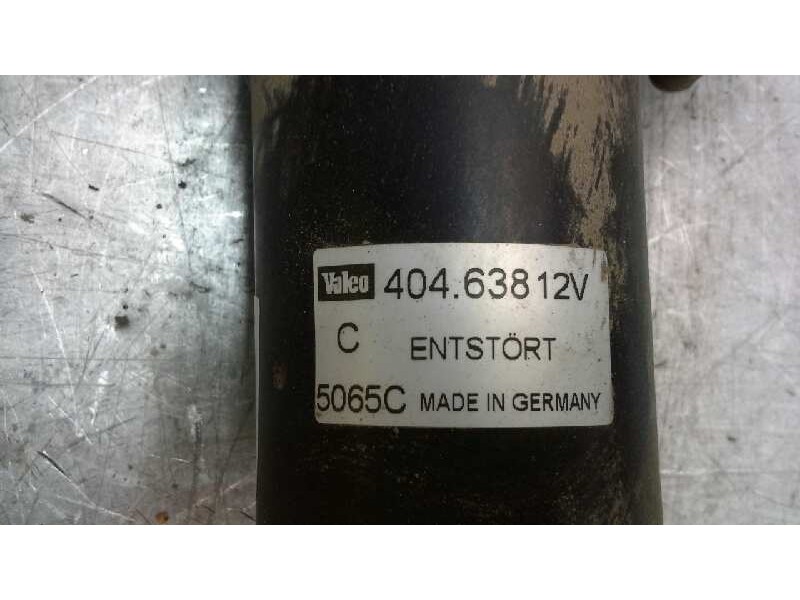 Valeo 404.638 12V
C ENTSTÖRT
5065C MADE IN GERMANY